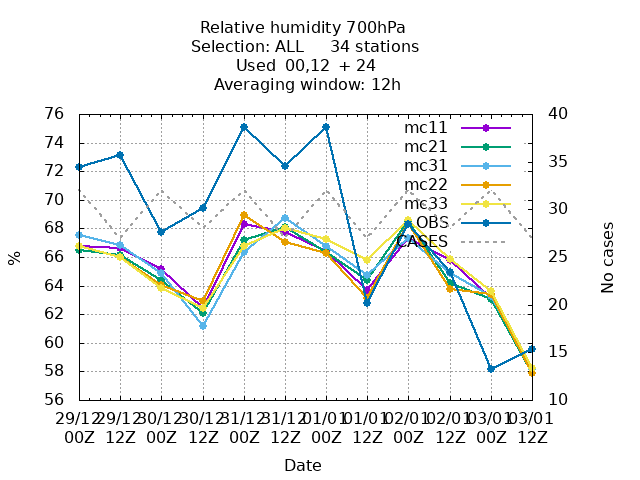 Relative humidity 700hPa
Selection: ALL 34 stations
Used 00,12 + 24
Averaging window: 12h
76
74
72
70
68
66
64
62
60
58
56
%
40
35
30
25
20
15
10
No cases
mc11
mc21
mc31
mc22
mc33
OBS
CASES
29/12 29/12 30/12 30/12 31/12 31/12 01/01 01/01 02/01 02/01 03/01 03/01
00Z 12Z 00Z 12Z 00Z 12Z 00Z 12Z 00Z 12Z 00Z 12Z
Date